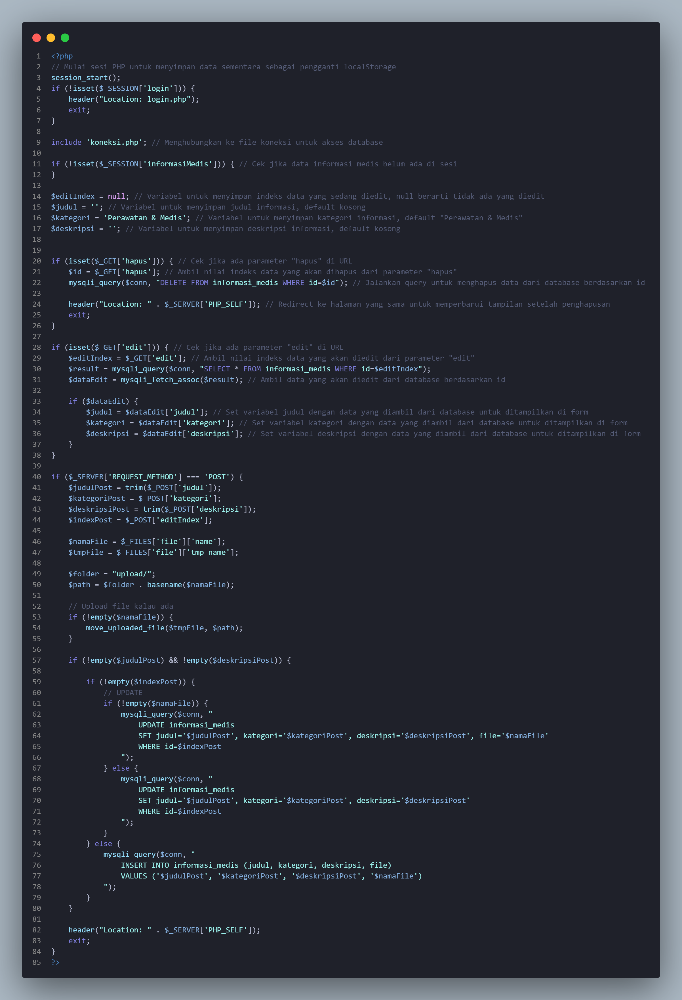 1 <?php
2 // Mulai sesi PHP untuk menyimpan data sementara sebagai pengganti localStorage
3 session_start();
4 if (!isset($_SESSION['login'])) {
5     header("Location: login.php");
6     exit;
7 }
8
9 include 'koneksi.php'; // Menghubungkan ke file koneksi untuk akses database
10
11 if (!isset($_SESSION['informasiMedis'])) { // Cek jika data informasi medis belum ada di sesi
12 }
13
14 $editIndex = null; // Variabel untuk menyimpan indeks data yang sedang diedit, null berarti tidak ada yang diedit
15 $judul = ''; // Variabel untuk menyimpan judul informasi, default kosong
16 $kategori = 'Perawatan & Medis'; // Variabel untuk menyimpan kategori informasi, default "Perawatan & Medis"
17 $deskripsi = ''; // Variabel untuk menyimpan deskripsi informasi, default kosong
18
19
20 if (isset($_GET['hapus'])) { // Cek jika ada parameter "hapus" di URL
21     $id = $_GET['hapus']; // Ambil nilai indeks data yang akan dihapus dari parameter "hapus"
22     mysqli_query($conn, "DELETE FROM informasi_medis WHERE id=$id"); // Jalankan query untuk menghapus data dari database berdasarkan id
23
24     header("Location: " . $_SERVER['PHP_SELF']); // Redirect ke halaman yang sama untuk memperbarui tampilan setelah penghapusan
25     exit;
26 }
27
28 if (isset($_GET['edit'])) { // Cek jika ada parameter "edit" di URL
29     $editIndex = $_GET['edit']; // Ambil nilai indeks data yang akan diedit dari parameter "edit"
30     $result = mysqli_query($conn, "SELECT * FROM informasi_medis WHERE id=$editIndex");
31     $dataEdit = mysqli_fetch_assoc($result); // Ambil data yang akan diedit dari database berdasarkan id
32
33     if ($dataEdit) {
34         $judul = $dataEdit['judul']; // Set variabel judul dengan data yang diambil dari database untuk ditampilkan di form
35         $kategori = $dataEdit['kategori']; // Set variabel kategori dengan data yang diambil dari database untuk ditampilkan di form
36         $deskripsi = $dataEdit['deskripsi']; // Set variabel deskripsi dengan data yang diambil dari database untuk ditampilkan di form
37     }
38 }
39
40 if ($_SERVER['REQUEST_METHOD'] === 'POST') {
41     $judulPost = trim($_POST['judul']);
42     $kategoriPost = $_POST['kategori'];
43     $deskripsiPost = trim($_POST['deskripsi']);
44     $indexPost = $_POST['editIndex'];
45
46     $namaFile = $_FILES['file']['name'];
47     $tmpFile = $_FILES['file']['tmp_name'];
48
49     $folder = "upload/";
50     $path = $folder . basename($namaFile);
51
52     // Upload file kalau ada
53     if (!empty($namaFile)) {
54         move_uploaded_file($tmpFile, $path);
55     }
56
57     if (!empty($judulPost) && !empty($deskripsiPost)) {
58
59         if (!empty($indexPost)) {
60             // UPDATE
61             if (!empty($namaFile)) {
62                 mysqli_query($conn, "
63                     UPDATE informasi_medis
64                     SET judul='$judulPost', kategori='$kategoriPost', deskripsi='$deskripsiPost', file='$namaFile'
65                     WHERE id=$indexPost
66                 ");
67             } else {
68                 mysqli_query($conn, "
69                     UPDATE informasi_medis
70                     SET judul='$judulPost', kategori='$kategoriPost', deskripsi='$deskripsiPost'
71                     WHERE id=$indexPost
72                 ");
73             }
74         } else {
75             mysqli_query($conn, "
76                 INSERT INTO informasi_medis (judul, kategori, deskripsi, file)
77                 VALUES ('$judulPost', '$kategoriPost', '$deskripsiPost', '$namaFile')
78             ");
79         }
80     }
81
82     header("Location: " . $_SERVER['PHP_SELF']);
83     exit;
84 }
85 ?>